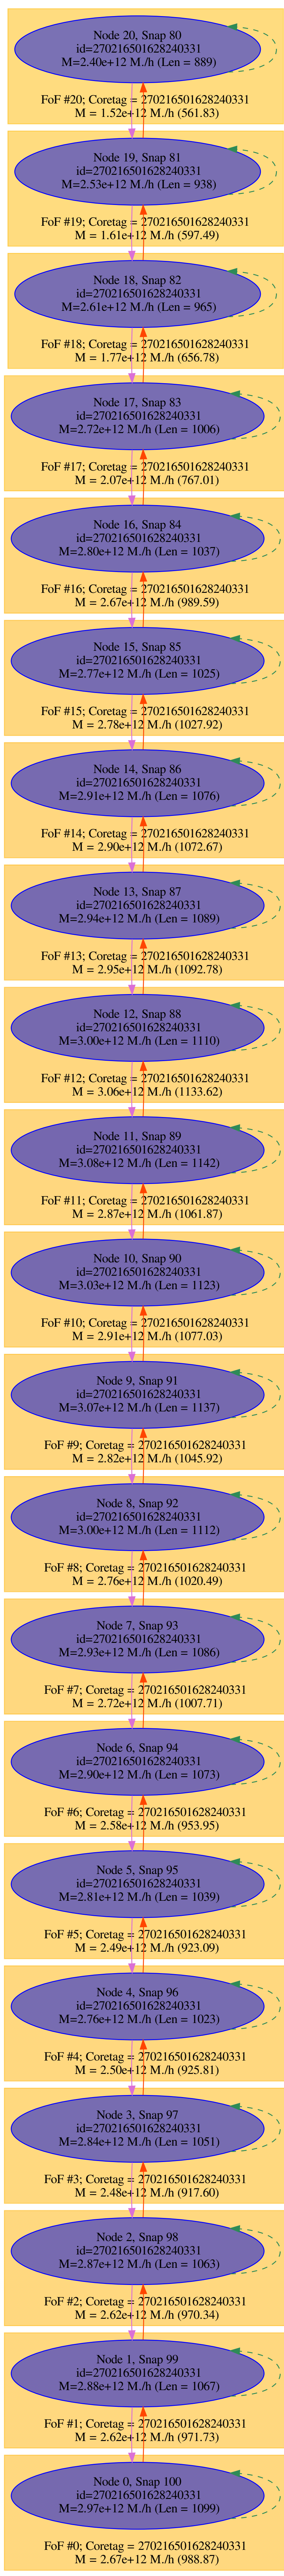 Node 20, Snap 80
id=270216501628240331
M=2.40e+12 M./h (Len = 889)
FoF #20; Coretag = 270216501628240331
M = 1.52e+12 M./h (561.83)
Node 19, Snap 81
id=270216501628240331
M=2.53e+12 M./h (Len = 938)
FoF #19; Coretag = 270216501628240331
M = 1.61e+12 M./h (597.49)
Node 18, Snap 82
id=270216501628240331
M=2.61e+12 M./h (Len = 965)
FoF #18; Coretag = 270216501628240331
M = 1.77e+12 M./h (656.78)
Node 17, Snap 83
id=270216501628240331
M=2.72e+12 M./h (Len = 1006)
FoF #17; Coretag = 270216501628240331
M = 2.07e+12 M./h (767.01)
Node 16, Snap 84
id=270216501628240331
M=2.80e+12 M./h (Len = 1037)
FoF #16; Coretag = 270216501628240331
M = 2.67e+12 M./h (989.59)
Node 15, Snap 85
id=270216501628240331
M=2.77e+12 M./h (Len = 1025)
FoF #15; Coretag = 270216501628240331
M = 2.78e+12 M./h (1027.92)
Node 14, Snap 86
id=270216501628240331
M=2.91e+12 M./h (Len = 1076)
FoF #14; Coretag = 270216501628240331
M = 2.90e+12 M./h (1072.67)
Node 13, Snap 87
id=270216501628240331
M=2.94e+12 M./h (Len = 1089)
FoF #13; Coretag = 270216501628240331
M = 2.95e+12 M./h (1092.78)
Node 12, Snap 88
id=270216501628240331
M=3.00e+12 M./h (Len = 1110)
FoF #12; Coretag = 270216501628240331
M = 3.06e+12 M./h (1133.62)
Node 11, Snap 89
id=270216501628240331
M=3.08e+12 M./h (Len = 1142)
FoF #11; Coretag = 270216501628240331
M = 2.87e+12 M./h (1061.87)
Node 10, Snap 90
id=270216501628240331
M=3.03e+12 M./h (Len = 1123)
FoF #10; Coretag = 270216501628240331
M = 2.91e+12 M./h (1077.03)
Node 9, Snap 91
id=270216501628240331
M=3.07e+12 M./h (Len = 1137)
FoF #9; Coretag = 270216501628240331
M = 2.82e+12 M./h (1045.92)
Node 8, Snap 92
id=270216501628240331
M=3.00e+12 M./h (Len = 1112)
FoF #8; Coretag = 270216501628240331
M = 2.76e+12 M./h (1020.49)
Node 7, Snap 93
id=270216501628240331
M=2.93e+12 M./h (Len = 1086)
FoF #7; Coretag = 270216501628240331
M = 2.72e+12 M./h (1007.71)
Node 6, Snap 94
id=270216501628240331
M=2.90e+12 M./h (Len = 1073)
FoF #6; Coretag = 270216501628240331
M = 2.58e+12 M./h (953.95)
Node 5, Snap 95
id=270216501628240331
M=2.81e+12 M./h (Len = 1039)
FoF #5; Coretag = 270216501628240331
M = 2.49e+12 M./h (923.09)
Node 4, Snap 96
id=270216501628240331
M=2.76e+12 M./h (Len = 1023)
FoF #4; Coretag = 270216501628240331
M = 2.50e+12 M./h (925.81)
Node 3, Snap 97
id=270216501628240331
M=2.84e+12 M./h (Len = 1051)
FoF #3; Coretag = 270216501628240331
M = 2.48e+12 M./h (917.60)
Node 2, Snap 98
id=270216501628240331
M=2.87e+12 M./h (Len = 1063)
FoF #2; Coretag = 270216501628240331
M = 2.62e+12 M./h (970.34)
Node 1, Snap 99
id=270216501628240331
M=2.88e+12 M./h (Len = 1067)
FoF #1; Coretag = 270216501628240331
M = 2.62e+12 M./h (971.73)
Node 0, Snap 100
id=270216501628240331
M=2.97e+12 M./h (Len = 1099)
FoF #0; Coretag = 270216501628240331
M = 2.67e+12 M./h (988.87)